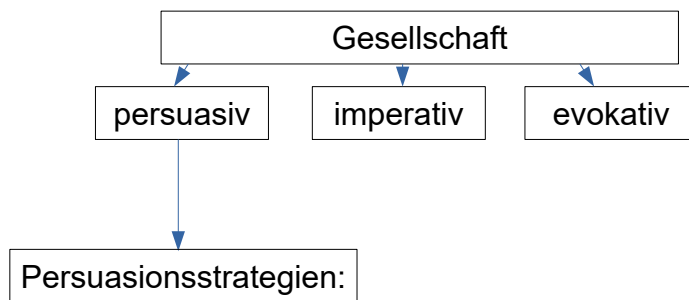 Gesellschaft
persuasiv
imperativ
evokativ
Persuasionsstrategien: